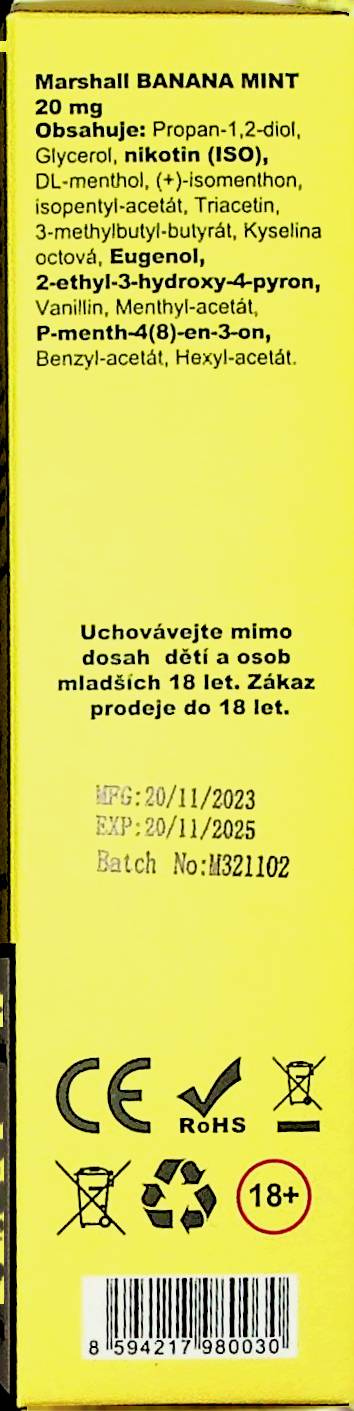 Marshall BANANA MINT
20 mg
Obsahuje: Propan-1,2-diol,
Glycerol, nikotin (ISO),
DL-menthol, (+)-isomenthon,
isopentyl-acetát, Triacetin,
3-methylbutyl-butyrát, Kyselina
octová, Eugenol,
2-ethyl-3-hydroxy-4-pyron,
Vanillin, Menthyl-acetát,
P-menth-4(8)-en-3-on,
Benzyl-acetát, Hexyl-acetát.
Uchovávejte mimo
dosah dětí a osob
mladších 18 let. Zákaz
prodeje do 18 let.
MFG:20/11/2023
EXP:20/11/2025
Batch No:M321102
CE
RoHS
18+
8 594217 980030